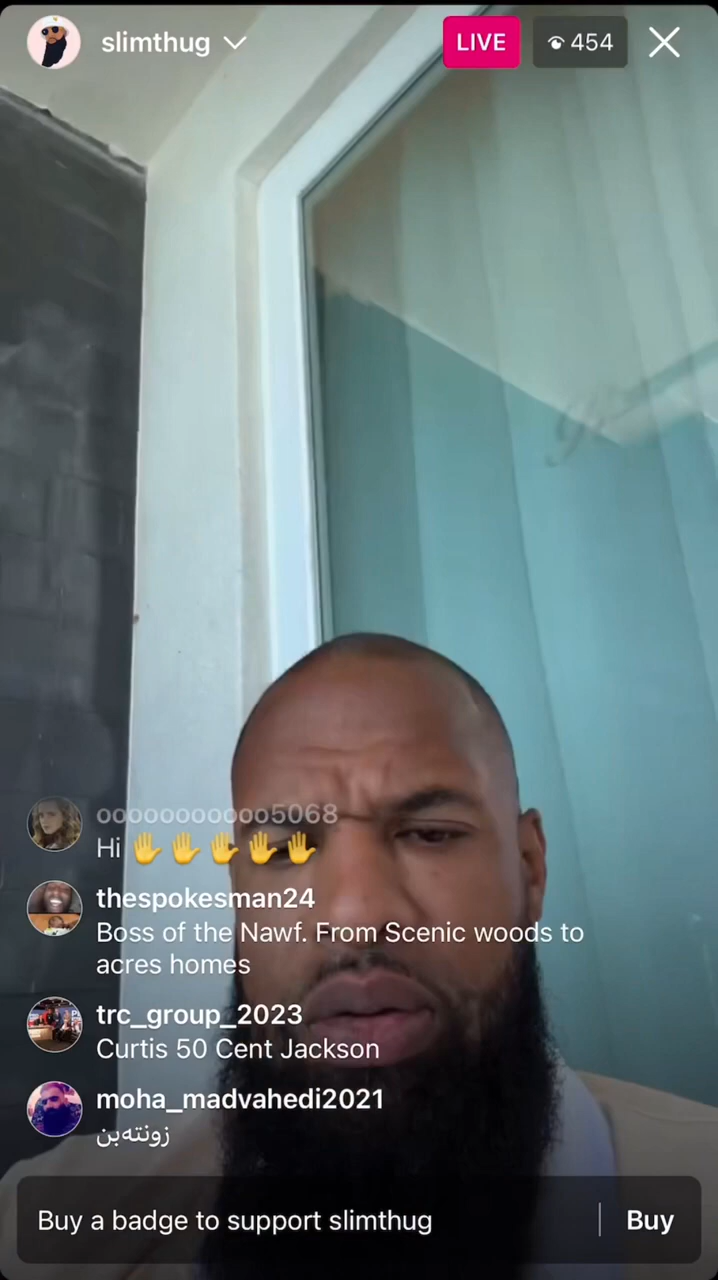 slimthug
LIVE
454
ooooooooooo5068
Hi 🤚🤚🤚🤚🤚
thespokesman24
Boss of the Nawf. From Scenic woods to
acres homes
trc_group_2023
Curtis 50 Cent Jackson
moha_madvahedi2021
زونته‌بن
Buy a badge to support slimthug
Buy